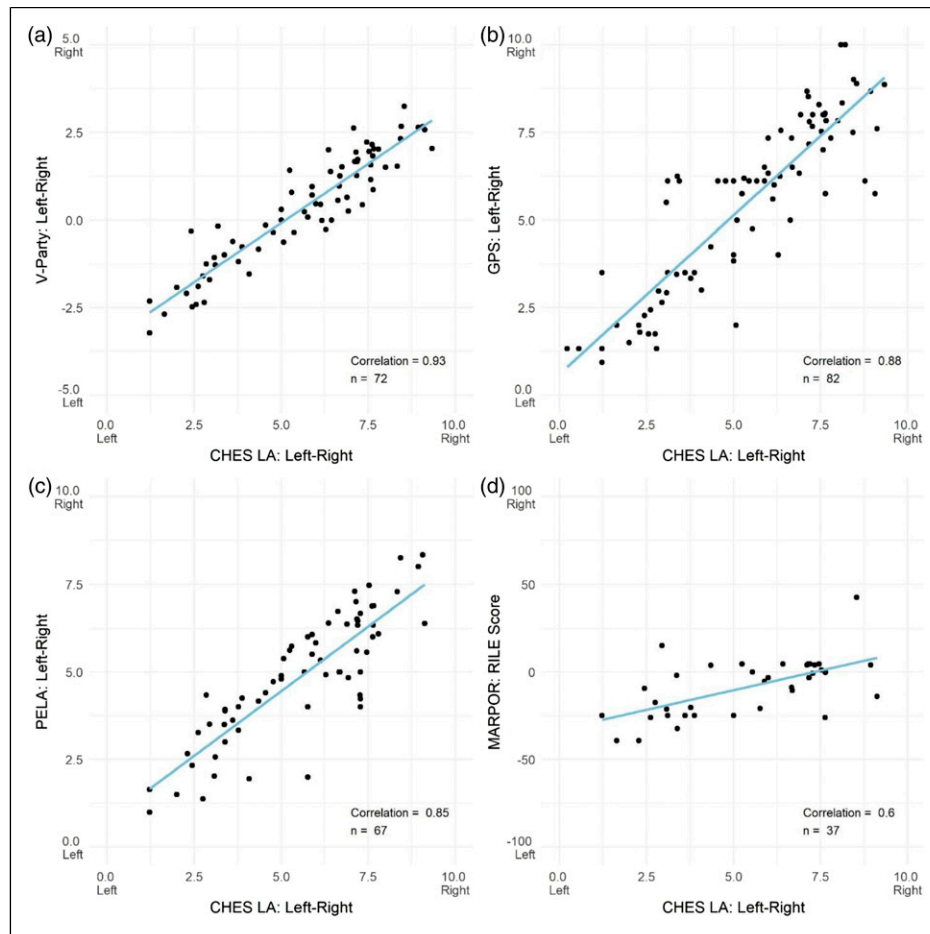 (a)
5.0
Right
2.5
0.0
-2.5
-5.0
Left
V-Party: Left-Right
Correlation = 0.93
n = 72
0.0 2.5 5.0 7.5 10.0
Left Right
CHES LA: Left-Right
(b)
10.0
Right
7.5
5.0
2.5
0.0
Left
GPS: Left-Right
Correlation = 0.88
n = 82
0.0 2.5 5.0 7.5 10.0
Left Right
CHES LA: Left-Right
(c)
10.0
Right
7.5
5.0
2.5
0.0
Left
PELA: Left-Right
Correlation = 0.85
n = 67
0.0 2.5 5.0 7.5 10.0
Left Right
CHES LA: Left-Right
(d)
100
Right
50
0
-50
-100
Left
MARPOR: RILE Score
Correlation = 0.6
n = 37
0.0 2.5 5.0 7.5 10.0
Left Right
CHES LA: Left-Right